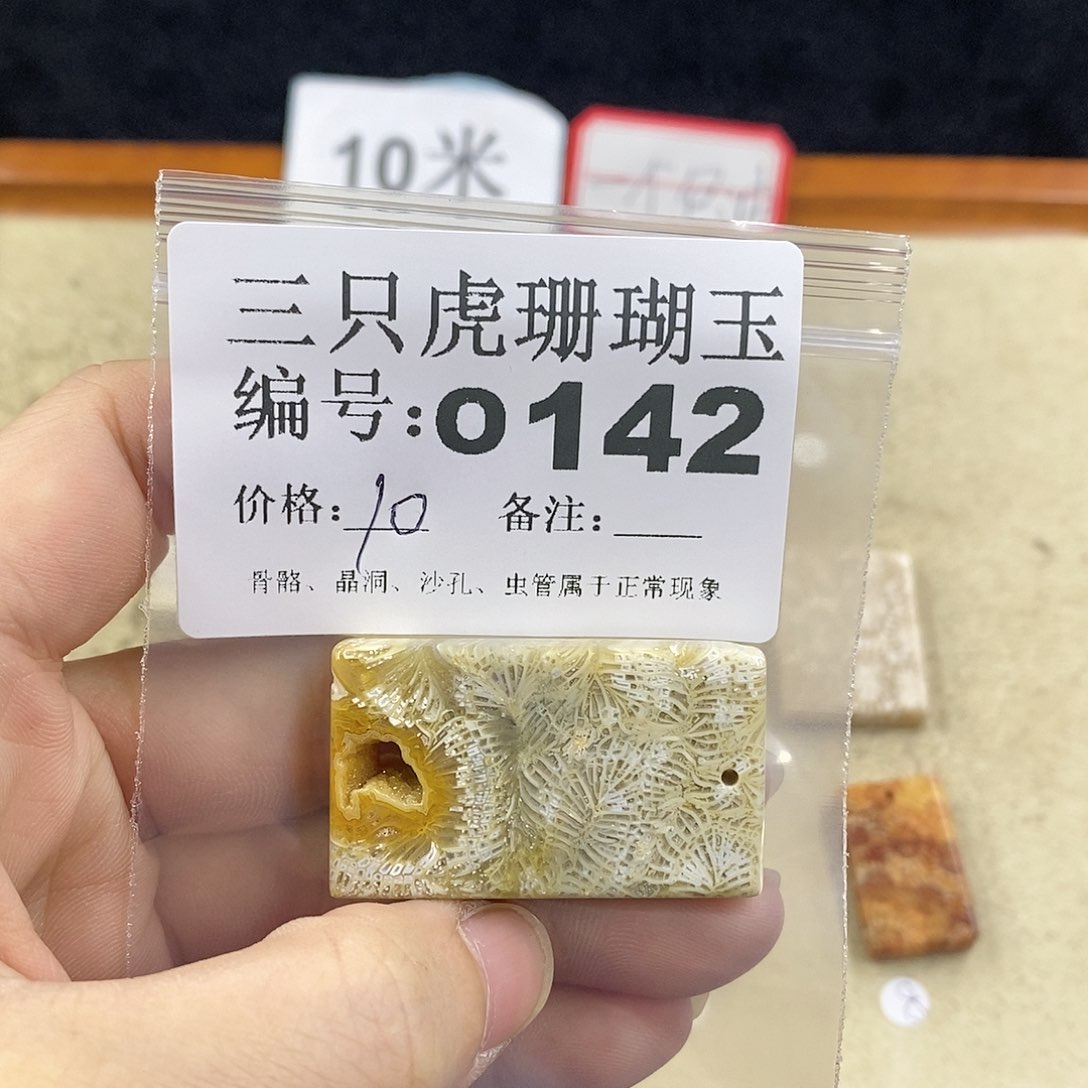 10米
三只虎珊瑚玉
编号:0142
价格:10 备注:____
骨骼、晶洞、沙孔、虫管属于正常现象